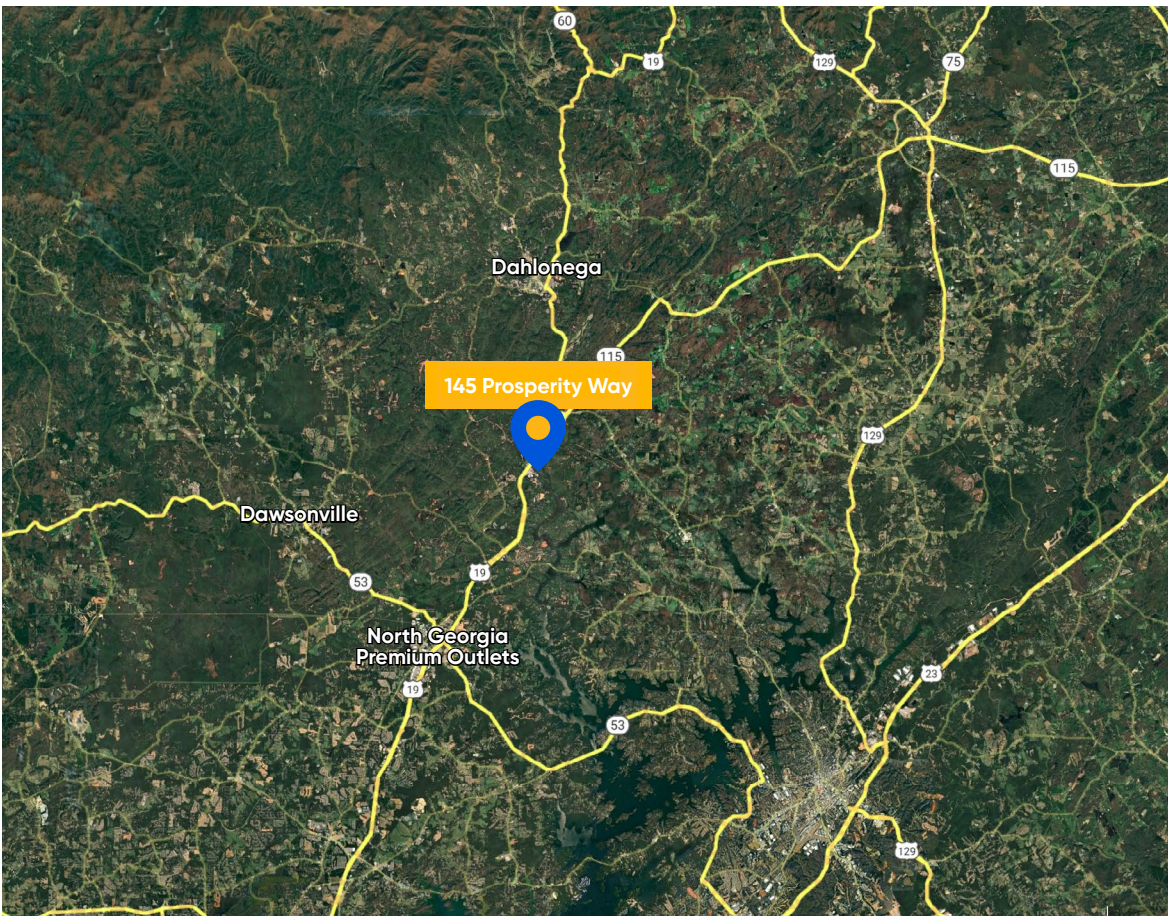 60
19
129
75
115
Dahlonega
115
145 Prosperity Way
129
Dawsonville
53
19
North Georgia
Premium Outlets
19
23
53
129